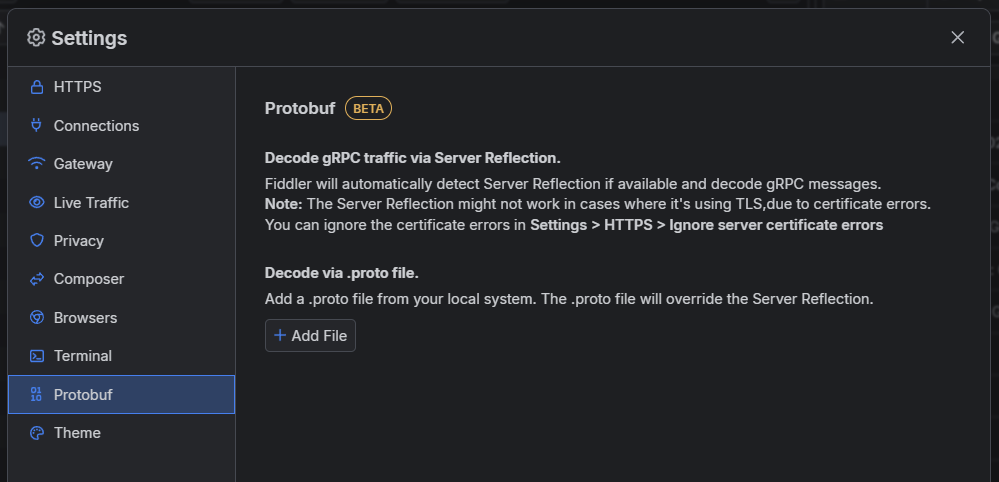 Settings
HTTPS
Connections
Gateway
Live Traffic
Privacy
Composer
Browsers
Terminal
Protobuf
Theme
Protobuf BETA
Decode gRPC traffic via Server Reflection.
Fiddler will automatically detect Server Reflection if available and decode gRPC messages.
Note: The Server Reflection might not work in cases where it's using TLS,due to certificate errors.
You can ignore the certificate errors in Settings > HTTPS > Ignore server certificate errors
Decode via .proto file.
Add a .proto file from your local system. The .proto file will override the Server Reflection.
+ Add File